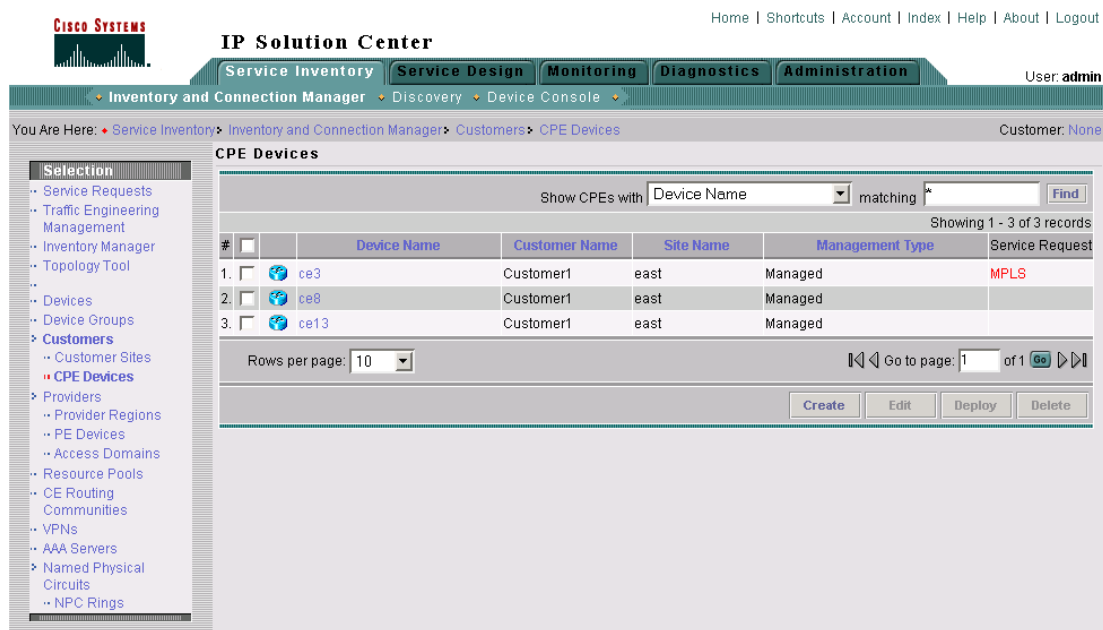 CISCO SYSTEMS
Home | Shortcuts | Account | Index | Help | About | Logout
IP Solution Center
Service Inventory Service Design Monitoring Diagnostics Administration
User: admin
Inventory and Connection Manager Discovery Device Console
You Are Here: Service Inventory Inventory and Connection Manager Customers CPE Devices
Customer: None
CPE Devices
Selection
Service Requests
Traffic Engineering
Management
Inventory Manager
Topology Tool
Devices
Device Groups
Customers
Customer Sites
CPE Devices
Providers
Provider Regions
PE Devices
Access Domains
Resource Pools
CE Routing
Communities
VPNs
AAA Servers
Named Physical
Circuits
NPC Rings
Show CPEs with Device Name matching * Find
Showing 1 - 3 of 3 records
# Device Name Customer Name Site Name Management Type Service Request
1. ce3 Customer1 east Managed MPLS
2. ce8 Customer1 east Managed
3. ce13 Customer1 east Managed
Rows per page: 10 Go to page: 1 of 1 Go
Create Edit Deploy Delete